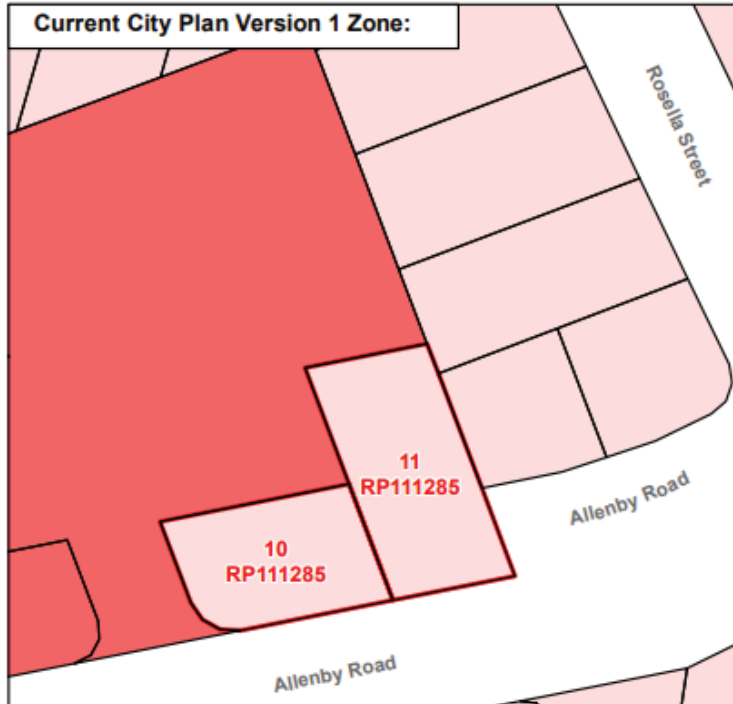 Current City Plan Version 1 Zone:
Rosella Street
11
RP111285
Allenby Road
10
RP111285
Allenby Road